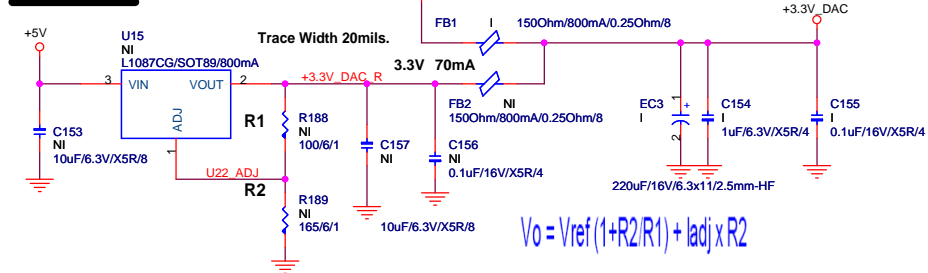 +5V
U15
NI
L1087CG/SOT89/800mA
3
VIN
VOUT
2
ADJ
1
C153
NI
10uF/6.3V/X5R/8
Trace Width 20mils.
+3.3V_DAC_R
3.3V 70mA
R1
R188
NI
100/6/1
U22_ADJ
R2
R189
NI
165/6/1
C157
NI
10uF/6.3V/X5R/8
C156
NI
0.1uF/16V/X5R/4
FB1
I
150Ohm/800mA/0.25Ohm/8
FB2
NI
150Ohm/800mA/0.25Ohm/8
+3.3V_DAC
EC3
I
1
+
2
220uF/16V/6.3x11/2.5mm-HF
C154
I
1uF/6.3V/X5R/4
C155
I
0.1uF/16V/X5R/4
Vo = Vref (1+R2/R1) + Iadj x R2